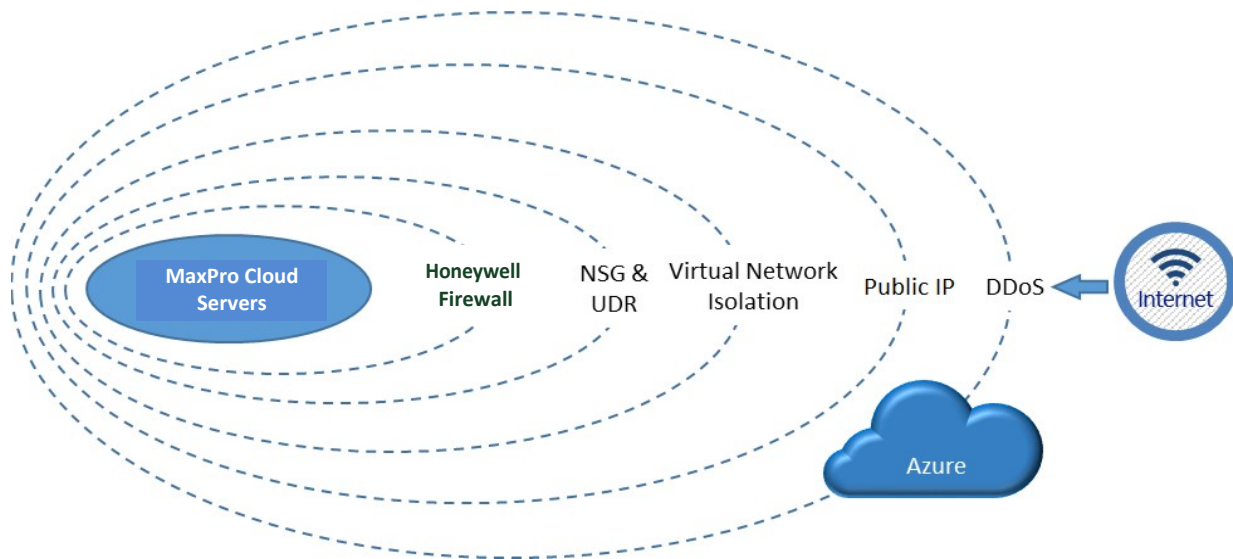 MaxPro Cloud
Servers
Honeywell
Firewall
NSG &
UDR
Virtual Network
Isolation
Public IP
DDoS
Internet
Azure